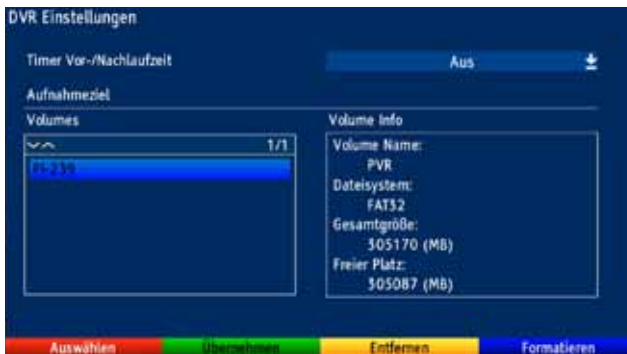 DVR Einstellungen
Timer Vor-/Nachlaufzeit Aus
Aufnahmeziel
Volumes Volume Info
1/1
Volume Name:
PVR
Dateisystem:
FAT32
Gesamtgröße:
305170 (MB)
Freier Platz:
305087 (MB)
Auswählen Übernehmen Entfernen Formatieren